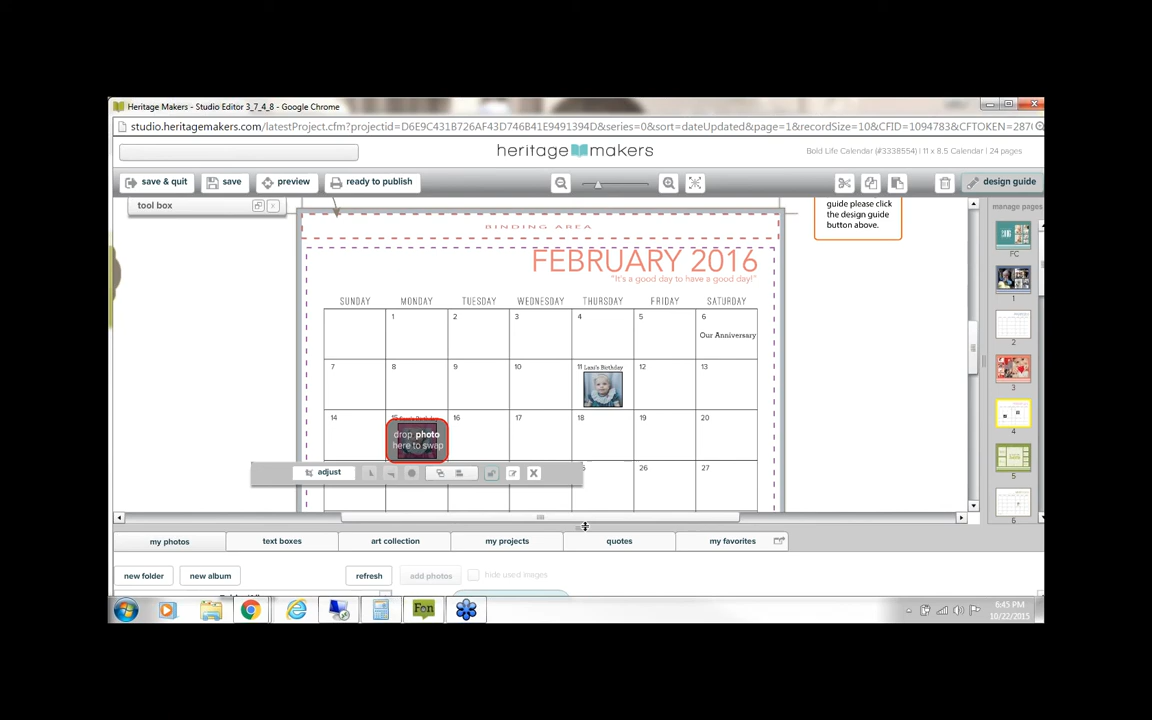 Heritage Makers - Studio Editor 3_7_4_8 - Google Chrome
studio.heritagemakers.com/latestProject.cfm?projectid=D6E9C431B726AF43D746B41E9491394D&series=0&sort=dateUpdated&page=1&recordSize=10&CFID=1094783&CFTOKEN=287
heritage makers
Bold Life Calendar (#3338554) | 11 x 8.5 Calendar | 24 pages
save & quit save preview ready to publish design guide
tool box
guide please click
the design guide
button above.
manage pages
BINDING AREA
FEBRUARY 2016
"It's a good day to have a good day!"
SUNDAY MONDAY TUESDAY WEDNESDAY THURSDAY FRIDAY SATURDAY
1 2 3 4 5 6
Our Anniversary
7 8 9 10 11 Lexi's Birthday 12 13
14 15 16 17 18 19 20
drop photo
here to swap
26 27
adjust
FC
1
2
3
4
5
6
my photos text boxes art collection my projects quotes my favorites
new folder new album refresh add photos hide used images
Fon
6:45 PM
10/22/2015